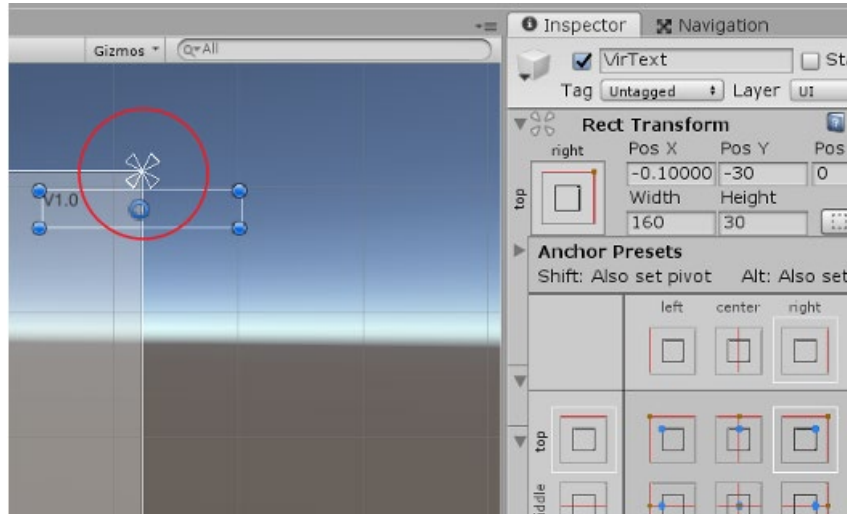 Inspector Navigation
Gizmos All
VirText Sta
Tag Untagged Layer UI
Rect Transform
right Pos X Pos Y Pos
-0.10000 -30 0
top
Width Height
160 30
V1.0
Anchor Presets
Shift: Also set pivot Alt: Also set
left center right
top
ddle